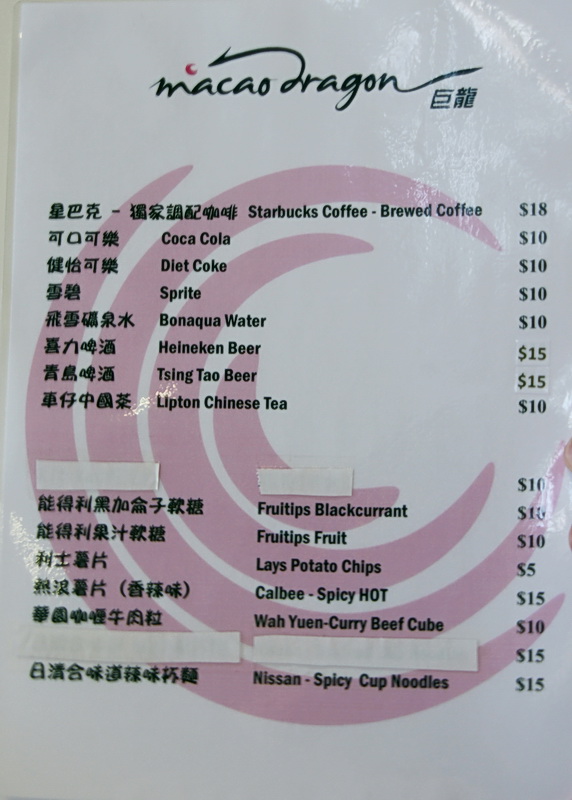 macao dragon
巨龍
星巴克 - 獨家調配咖啡 Starbucks Coffee - Brewed Coffee $18
可口可樂 Coca Cola $10
健怡可樂 Diet Coke $10
雪碧 Sprite $10
飛雪礦泉水 Bonaqua Water $10
喜力啤酒 Heineken Beer $15
青島啤酒 Tsing Tao Beer $15
車仔中國茶 Lipton Chinese Tea $10
$10
能得利黑加侖子軟糖 Fruitips Blackcurrant $10
能得利果汁軟糖 Fruitips Fruit $10
利士薯片 Lays Potato Chips $5
熱浪薯片（香辣味） Calbee - Spicy HOT $15
華園咖喱牛肉粒 Wah Yuen-Curry Beef Cube $10
$15
日清合味道辣味杯麵 Nissan - Spicy Cup Noodles $15